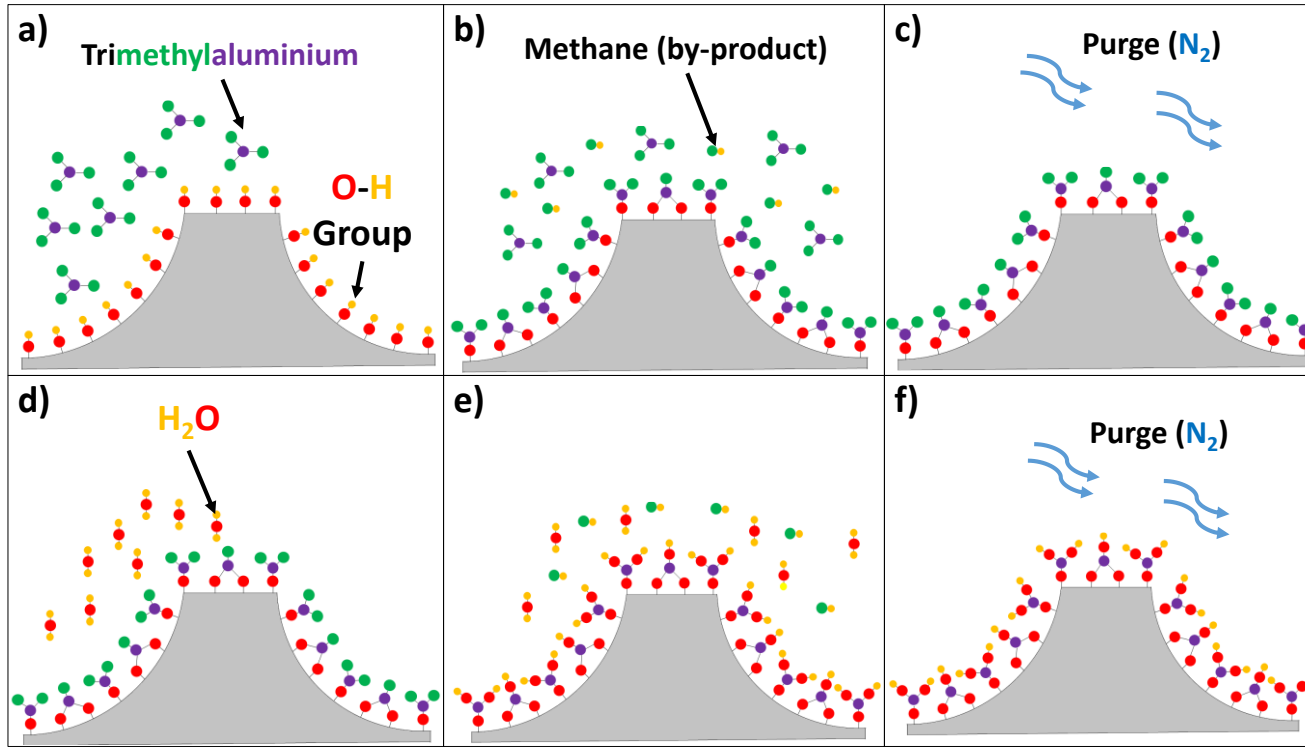 a)
Trimethylaluminium
O-H
Group
b)
Methane (by-product)
c)
Purge (N₂)
d)
H₂O
e)
f)
Purge (N₂)